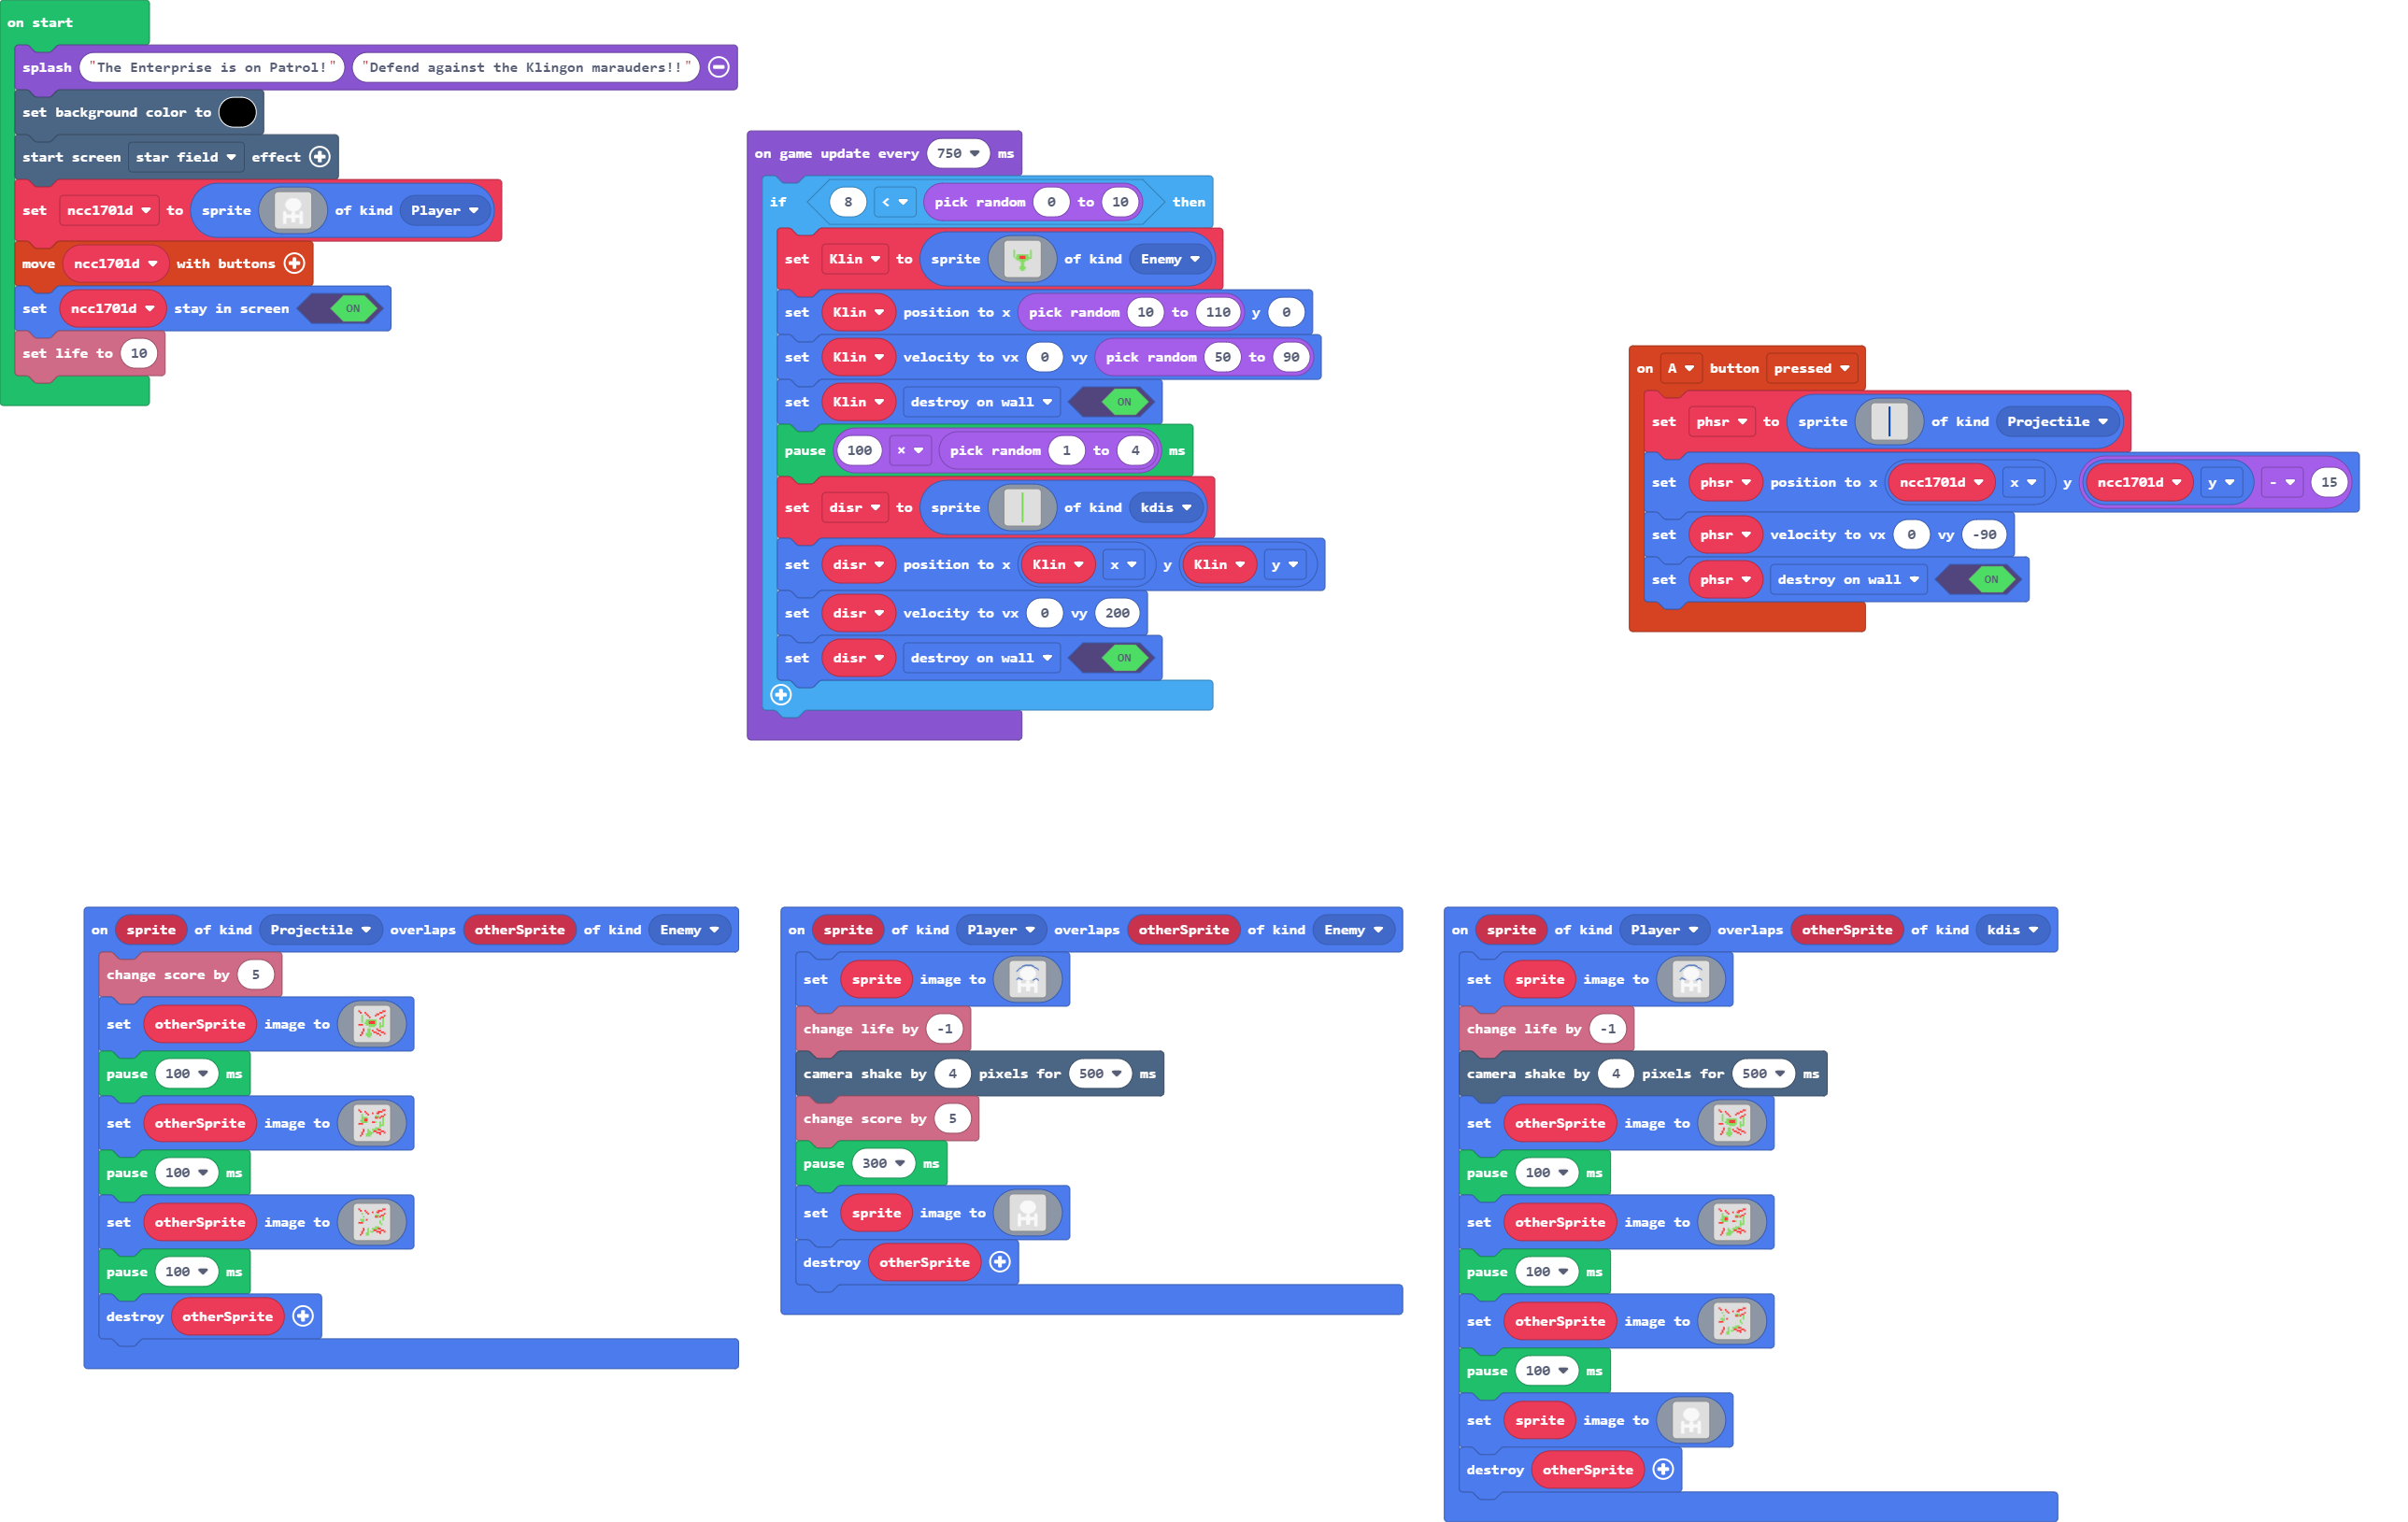 on start
splash "The Enterprise is on Patrol!" "Defend against the Klingon marauders!!"
set background color to
start screen star field effect
set ncc1701d to sprite of kind Player
move ncc1701d with buttons
set ncc1701d stay in screen ON
set life to 10
on game update every 750 ms
if 8 < pick random 0 to 10 then
set Klin to sprite of kind Enemy
set Klin position to x pick random 10 to 110 y 0
set Klin velocity to vx 0 vy pick random 50 to 90
set Klin destroy on wall ON
pause 100 × pick random 1 to 4 ms
set disr to sprite of kind kdis
set disr position to x Klin x y Klin y
set disr velocity to vx 0 vy 200
set disr destroy on wall ON
on A button pressed
set phsr to sprite of kind Projectile
set phsr position to x ncc1701d x y ncc1701d y - 15
set phsr velocity to vx 0 vy -90
set phsr destroy on wall ON
on sprite of kind Projectile overlaps otherSprite of kind Enemy
change score by 5
set otherSprite image to
pause 100 ms
set otherSprite image to
pause 100 ms
set otherSprite image to
pause 100 ms
destroy otherSprite
on sprite of kind Player overlaps otherSprite of kind Enemy
set sprite image to
change life by -1
camera shake by 4 pixels for 500 ms
change score by 5
pause 300 ms
set sprite image to
destroy otherSprite
on sprite of kind Player overlaps otherSprite of kind kdis
set sprite image to
change life by -1
camera shake by 4 pixels for 500 ms
set otherSprite image to
pause 100 ms
set otherSprite image to
pause 100 ms
set otherSprite image to
pause 100 ms
set sprite image to
destroy otherSprite